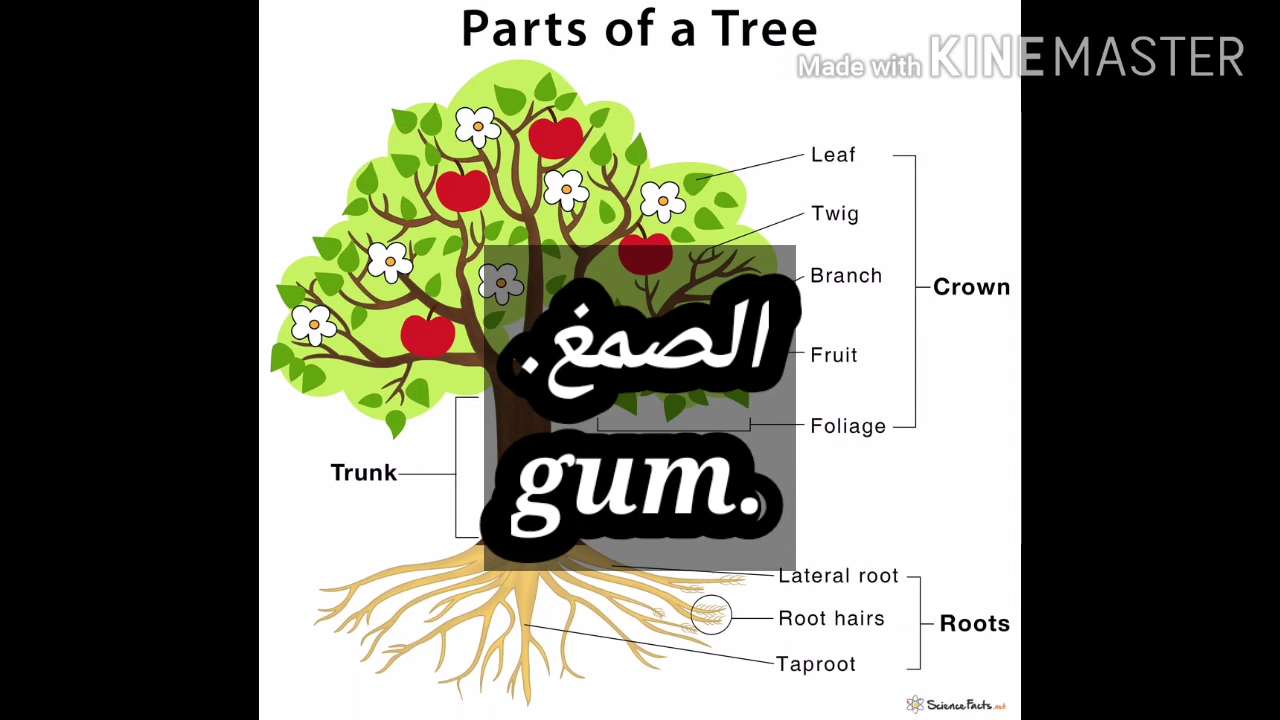 Parts of a Tree
Made with KINEMASTER
Leaf
Twig
Branch
Crown
Fruit
Foliage
الصمغ.
gum.
Trunk
Lateral root
Root hairs
Roots
Taproot
ScienceFacts.net